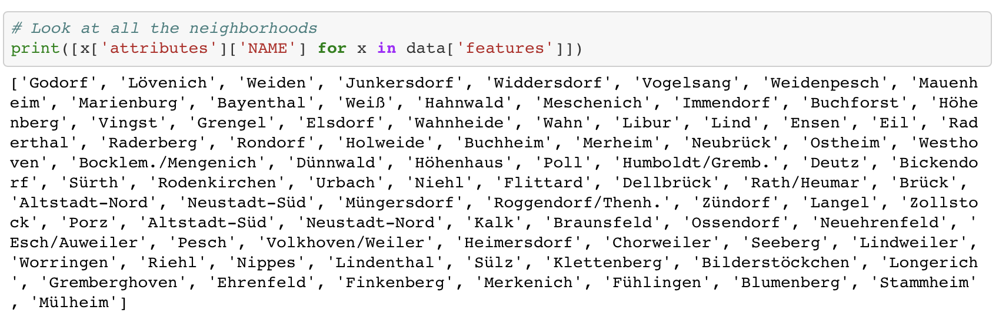 # Look at all the neighborhoods
print([x['attributes']['NAME'] for x in data['features']])
['Godorf', 'Lövenich', 'Weiden', 'Junkersdorf', 'Widdersdorf', 'Vogelsang', 'Weidenpesch', 'Mauenh
eim', 'Marienburg', 'Bayenthal', 'Weiß', 'Hahnwald', 'Meschenich', 'Immendorf', 'Buchforst', 'Höhe
nberg', 'Vingst', 'Grengel', 'Elsdorf', 'Wahnheide', 'Wahn', 'Libur', 'Lind', 'Ensen', 'Eil', 'Rad
erthal', 'Raderberg', 'Rondorf', 'Holweide', 'Buchheim', 'Merheim', 'Neubrück', 'Ostheim', 'Westho
ven', 'Bocklem./Mengenich', 'Dünnwald', 'Höhenhaus', 'Poll', 'Humboldt/Gremb.', 'Deutz', 'Bickendo
rf', 'Sürth', 'Rodenkirchen', 'Urbach', 'Niehl', 'Flittard', 'Dellbrück', 'Rath/Heumar', 'Brück',
'Altstadt-Nord', 'Neustadt-Süd', 'Müngersdorf', 'Roggendorf/Thenh.', 'Zündorf', 'Langel', 'Zollsto
ck', 'Porz', 'Altstadt-Süd', 'Neustadt-Nord', 'Kalk', 'Braunsfeld', 'Ossendorf', 'Neuehrenfeld', '
Esch/Auweiler', 'Pesch', 'Volkhoven/Weiler', 'Heimersdorf', 'Chorweiler', 'Seeberg', 'Lindweiler',
'Worringen', 'Riehl', 'Nippes', 'Lindenthal', 'Sülz', 'Klettenberg', 'Bilderstöckchen', 'Longerich
', 'Gremberghoven', 'Ehrenfeld', 'Finkenberg', 'Merkenich', 'Fühlingen', 'Blumenberg', 'Stammheim'
, 'Mülheim']